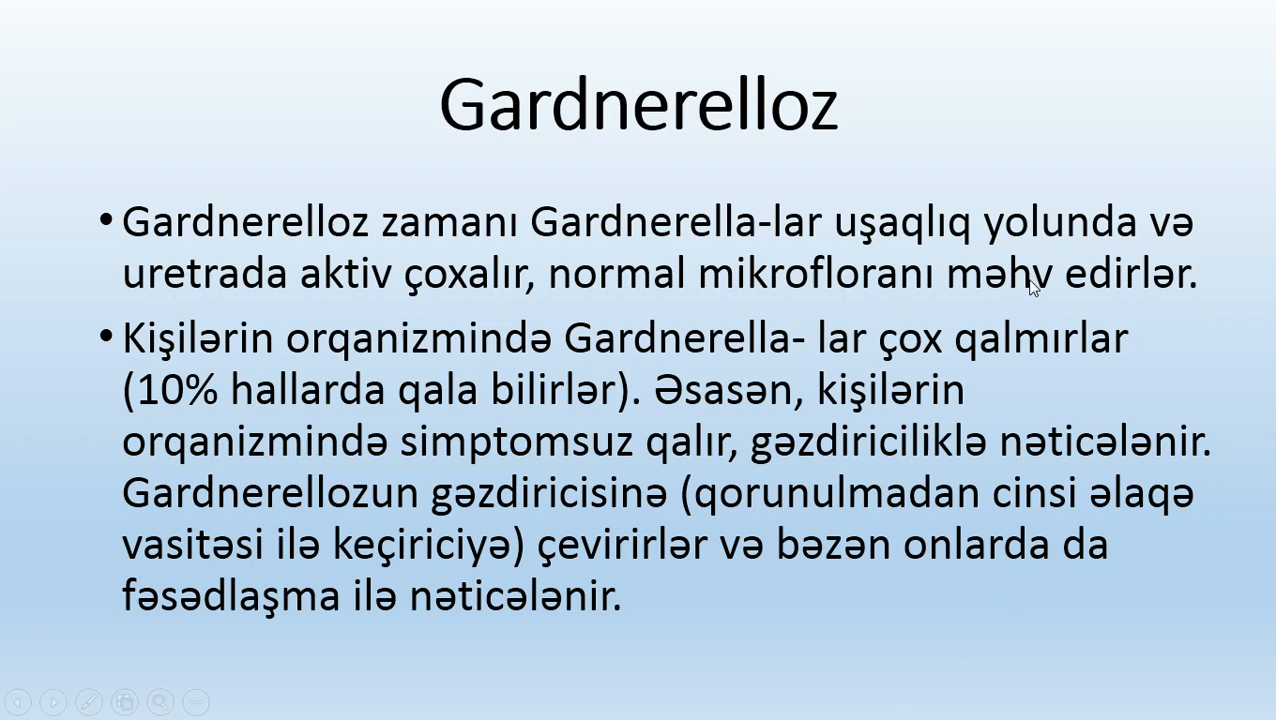 Gardnerelloz
• Gardnerelloz zamanı Gardnerella-lar uşaqlıq yolunda və
uretrada aktiv çoxalır, normal mikrofloranı məhv edirlər.
• Kişilərin orqanizmində Gardnerella- lar çox qalmırlar
(10% hallarda qala bilirlər). Əsasən, kişilərin
orqanizmində simptomsuz qalır, gəzdiriciliklə nəticələnir.
Gardnerellozun gəzdiricisinə (qorunulmadan cinsi əlaqə
vasitəsi ilə keçiriciyə) çevirirlər və bəzən onlarda da
fəsədlaşma ilə nəticələnir.